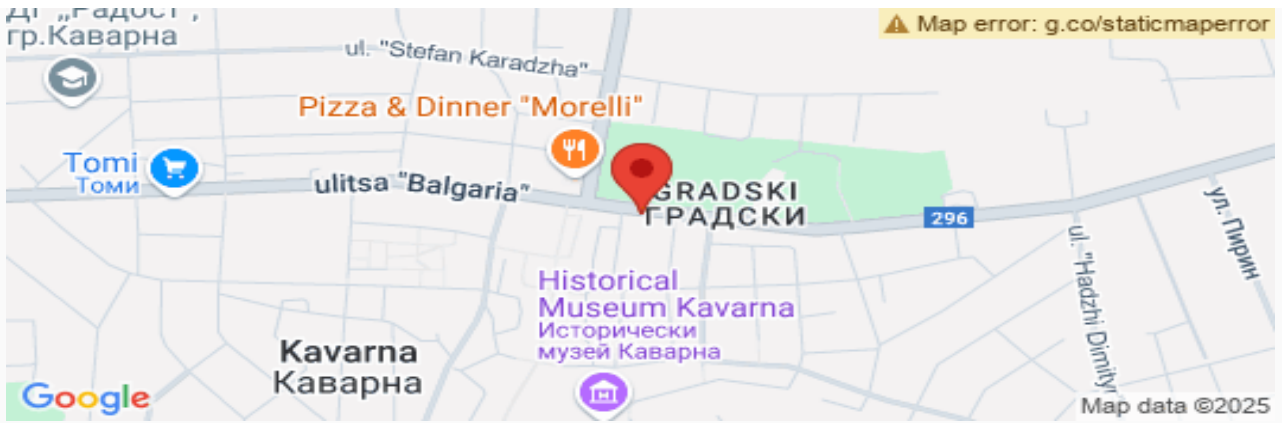 ДГ „Радост",
гр.Каварна
Map error: g.co/staticmaperror
ul. "Stefan Karadzha"
Pizza & Dinner "Morelli"
Tomi
Томи
ulitsa "Balgaria"
GRADSKI
ГРАДСКИ
296
ул. Пирин
ul. "Hadzhi Dimityr
Historical
Museum Kavarna
Исторически
музей Каварна
Kavarna
Каварна
Google
Map data ©2025